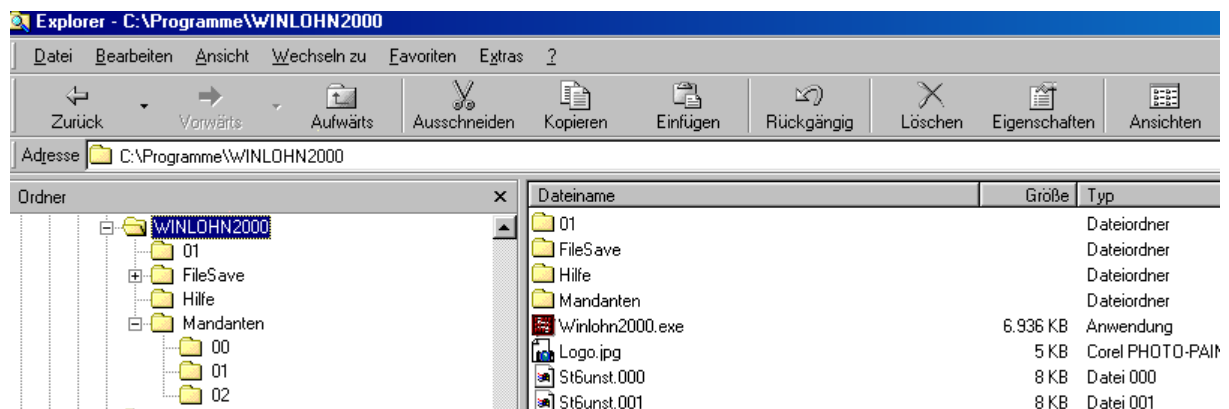 Explorer - C:\Programme\WINLOHN2000
Datei Bearbeiten Ansicht Wechseln zu Favoriten Extras ?
Zurück Vorwärts Aufwärts Ausschneiden Kopieren Einfügen Rückgängig Löschen Eigenschaften Ansichten
Adresse C:\Programme\WINLOHN2000
Ordner
WINLOHN2000
01
FileSave
Hilfe
Mandanten
00
01
02
Dateiname Größe Typ
01 Dateiordner
FileSave Dateiordner
Hilfe Dateiordner
Mandanten Dateiordner
Winlohn2000.exe 6.936 KB Anwendung
Logo.jpg 5 KB Corel PHOTO-PAIN
St6unst.000 8 KB Datei 000
St6unst.001 8 KB Datei 001